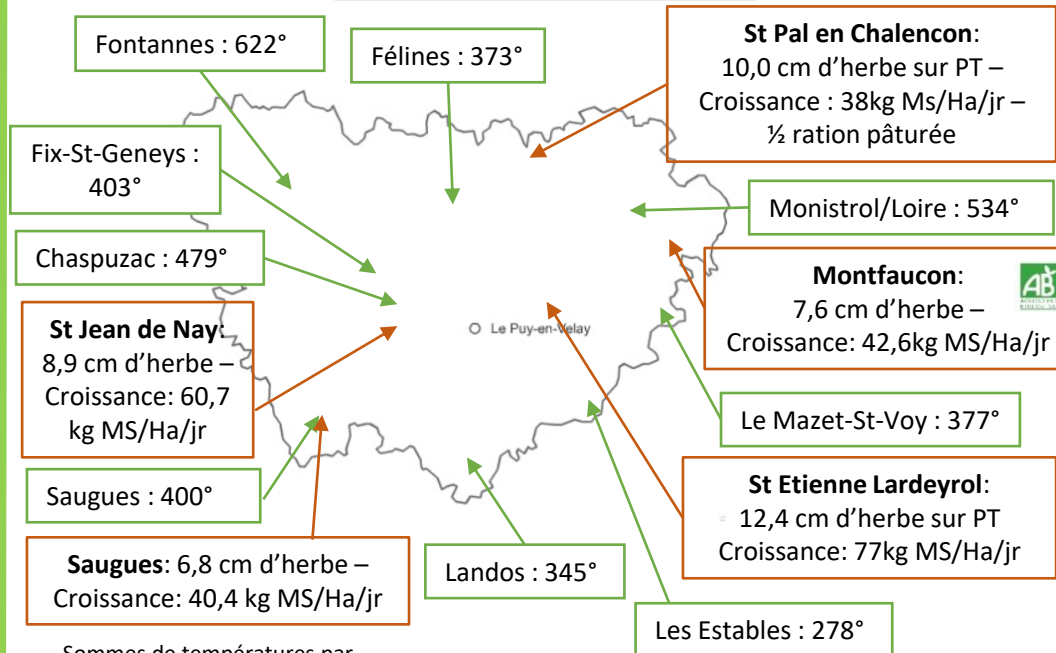 Fontannes : 622°
Félines : 373°
St Pal en Chalencon:
10,0 cm d'herbe sur PT –
Croissance : 38kg Ms/Ha/jr –
½ ration pâturée
Fix-St-Geneys :
403°
Monistrol/Loire : 534°
Chaspuzac : 479°
Montfaucon:
7,6 cm d'herbe –
Croissance: 42,6kg MS/Ha/jr
AB
St Jean de Nay:
8,9 cm d'herbe –
Croissance: 60,7
kg MS/Ha/jr
Le Puy-en-Velay
Le Mazet-St-Voy : 377°
Saugues : 400°
St Etienne Lardeyrol:
12,4 cm d'herbe sur PT
Croissance: 77kg MS/Ha/jr
Saugues: 6,8 cm d'herbe –
Croissance: 40,4 kg MS/Ha/jr
Landos : 345°
Les Estables : 278°
Sommes de températures par